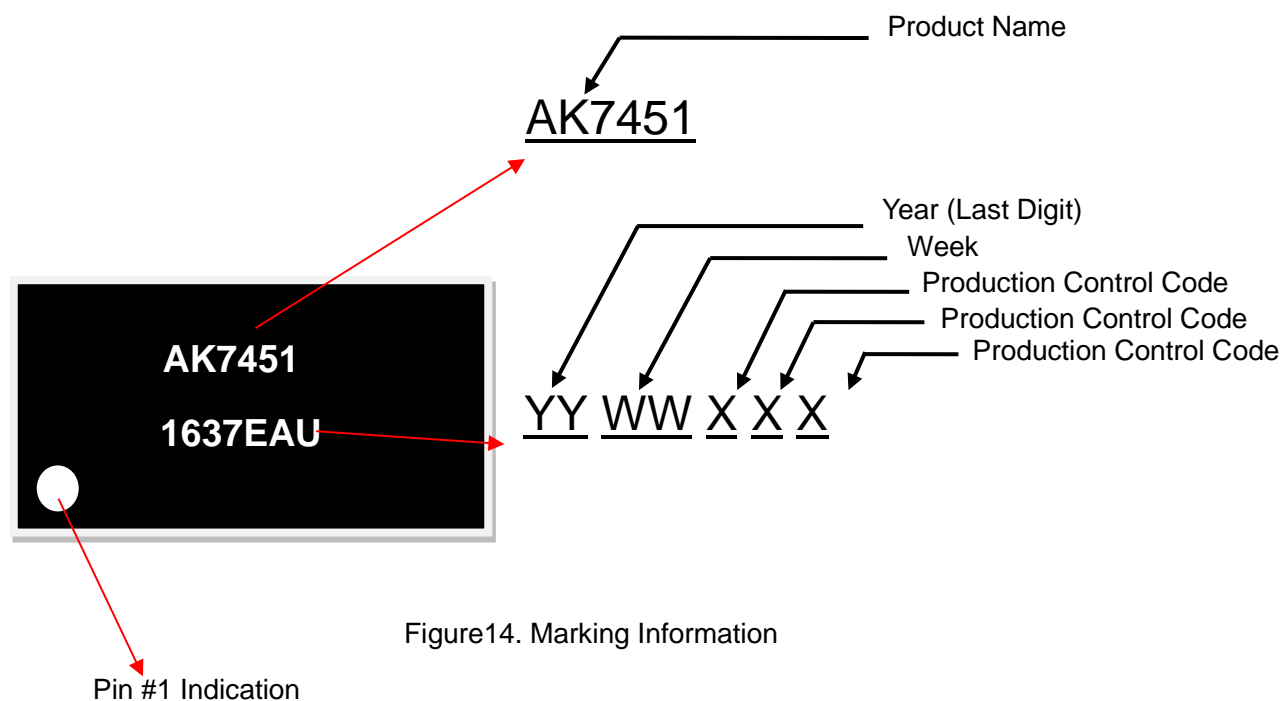 Product Name
AK7451
Year (Last Digit)
Week
Production Control Code
Production Control Code
Production Control Code
YY WW X X X
AK7451
1637EAU
Figure14. Marking Information
Pin #1 Indication